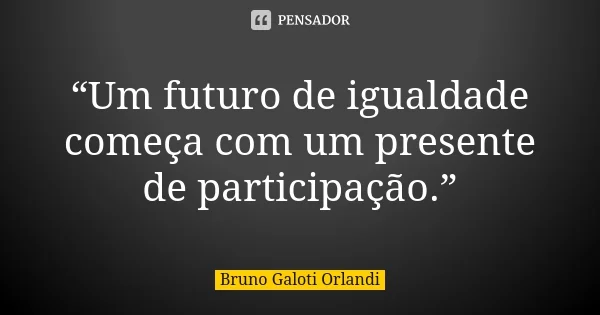 PENSADOR
“Um futuro de igualdade
começa com um presente
de participação.”
Bruno Galoti Orlandi